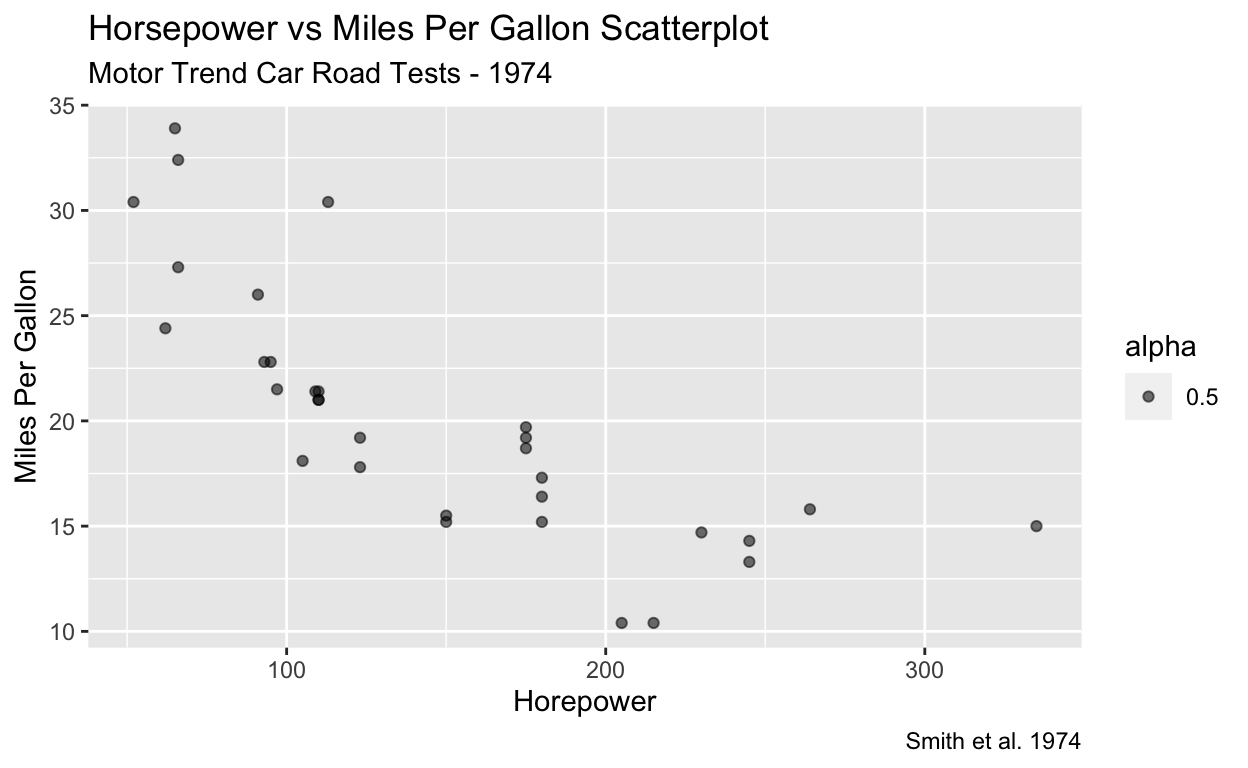 Horsepower vs Miles Per Gallon Scatterplot
Motor Trend Car Road Tests - 1974
35
30
25
20
15
10
Miles Per Gallon
100 200 300
Horepower
alpha
0.5
Smith et al. 1974